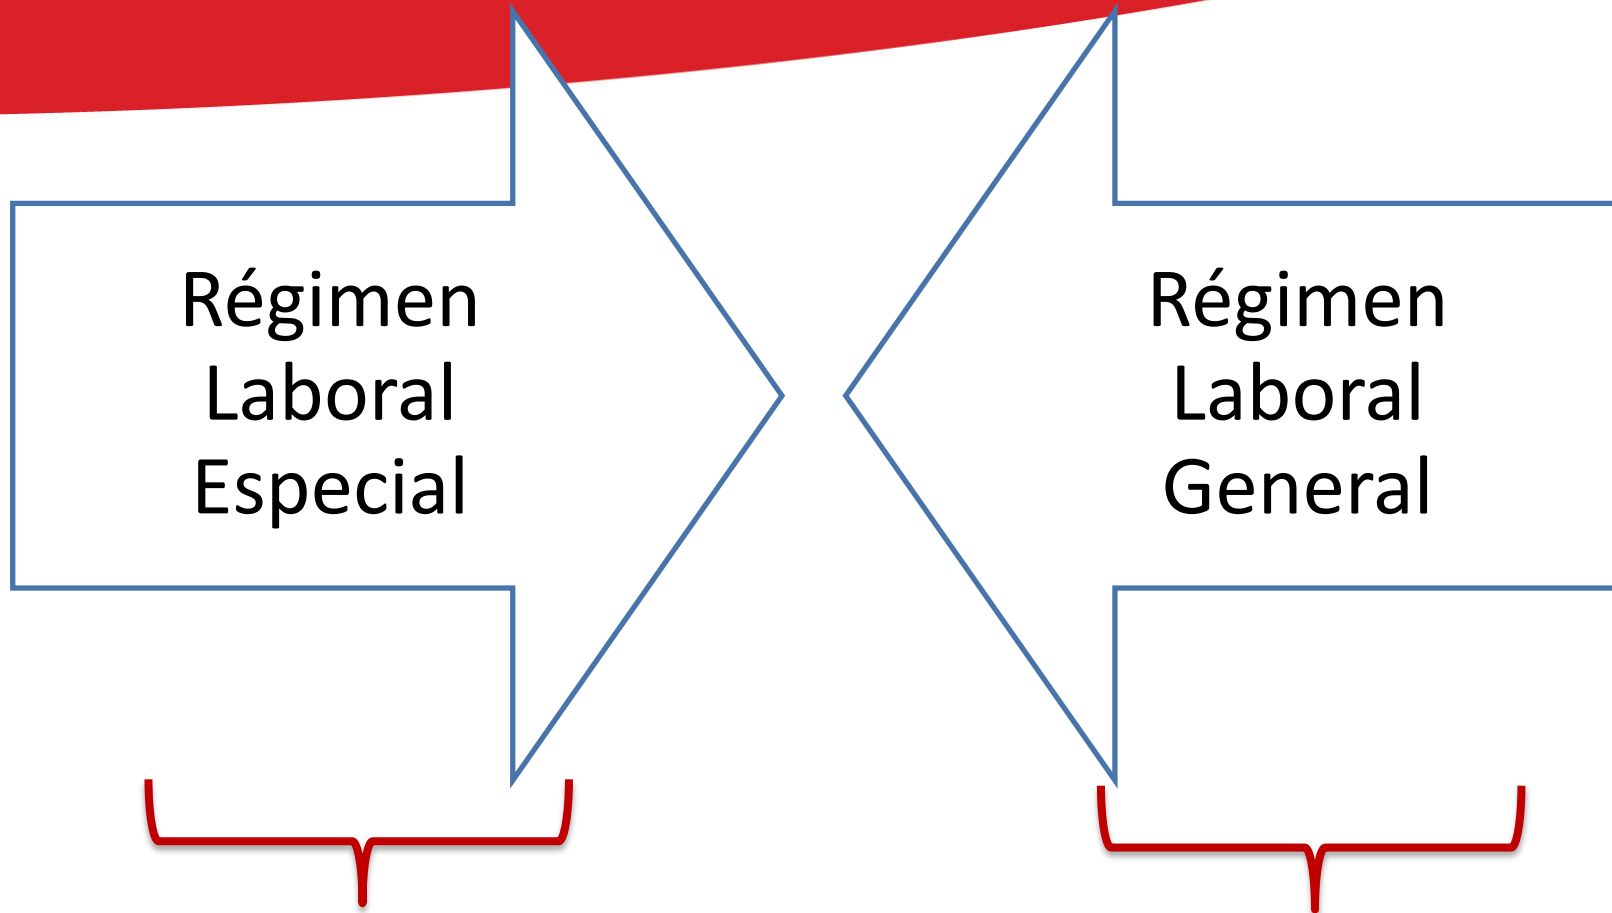 Régimen
Laboral
Especial
Régimen
Laboral
General